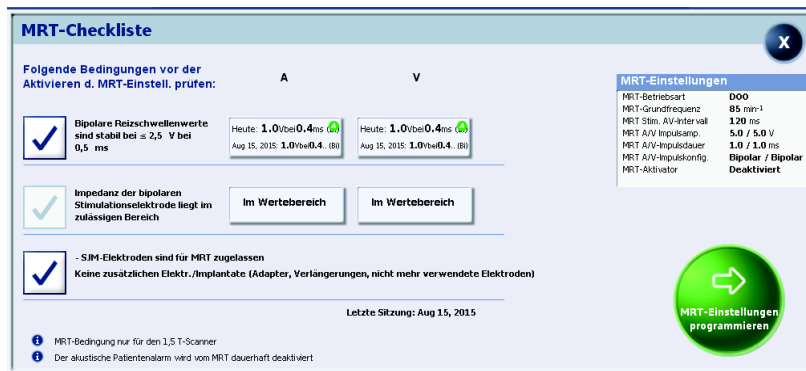 MRT-Checkliste
X
Folgende Bedingungen vor der
Aktivieren d. MRT-Einstell. prüfen:
A
V
Bipolare Reizschwellenwerte
sind stabil bei ≤ 2,5 V bei
0,5 ms
Heute: 1.0Vbei0.4ms
Aug 15, 2015: 1.0Vbei0.4.. (Bi)
Heute: 1.0Vbei0.4ms
Aug 15, 2015: 1.0Vbei0.4.. (Bi)
Impedanz der bipolaren
Stimulationselektrode liegt im
zulässigen Bereich
Im Wertebereich
Im Wertebereich
- SJM-Elektroden sind für MRT zugelassen
Keine zusätzlichen Elektr./Implantate (Adapter, Verlängerungen, nicht mehr verwendete Elektroden)
Letzte Sitzung: Aug 15, 2015
MRT-Bedingung nur für den 1,5 T-Scanner
Der akustische Patientenalarm wird vom MRT dauerhaft deaktiviert
MRT-Einstellungen
MRT-Betriebsart DOO
MRT-Grundfrequenz 85 min-1
MRT Stim. AV-Intervall 120 ms
MRT A/V Impulsamp. 5.0 / 5.0 V
MRT A/V-Impulsdauer 1.0 / 1.0 ms
MRT A/V-Impulskonfig. Bipolar / Bipolar
MRT-Aktivator Deaktiviert
MRT-Einstellungen
programmieren